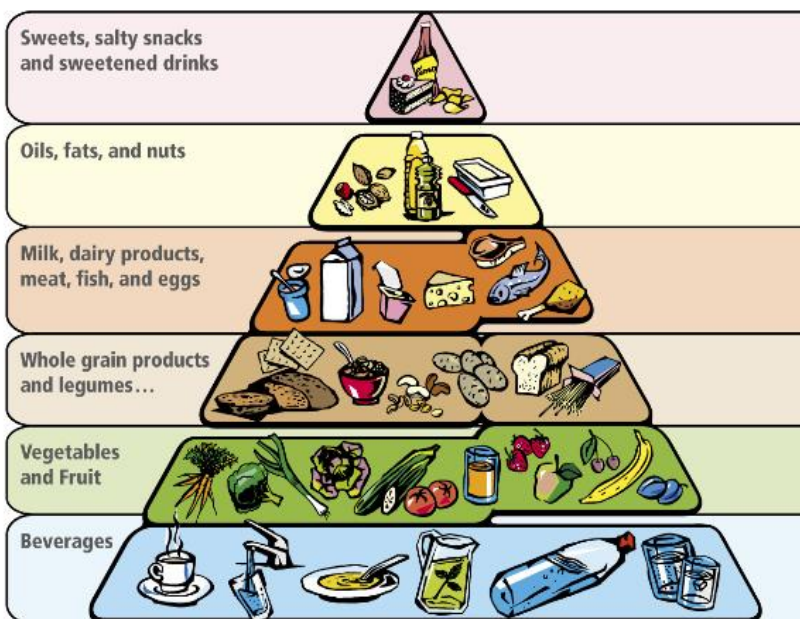 Sweets, salty snacks
and sweetened drinks
Oils, fats, and nuts
Milk, dairy products,
meat, fish, and eggs
Whole grain products
and legumes…
Vegetables
and Fruit
Beverages